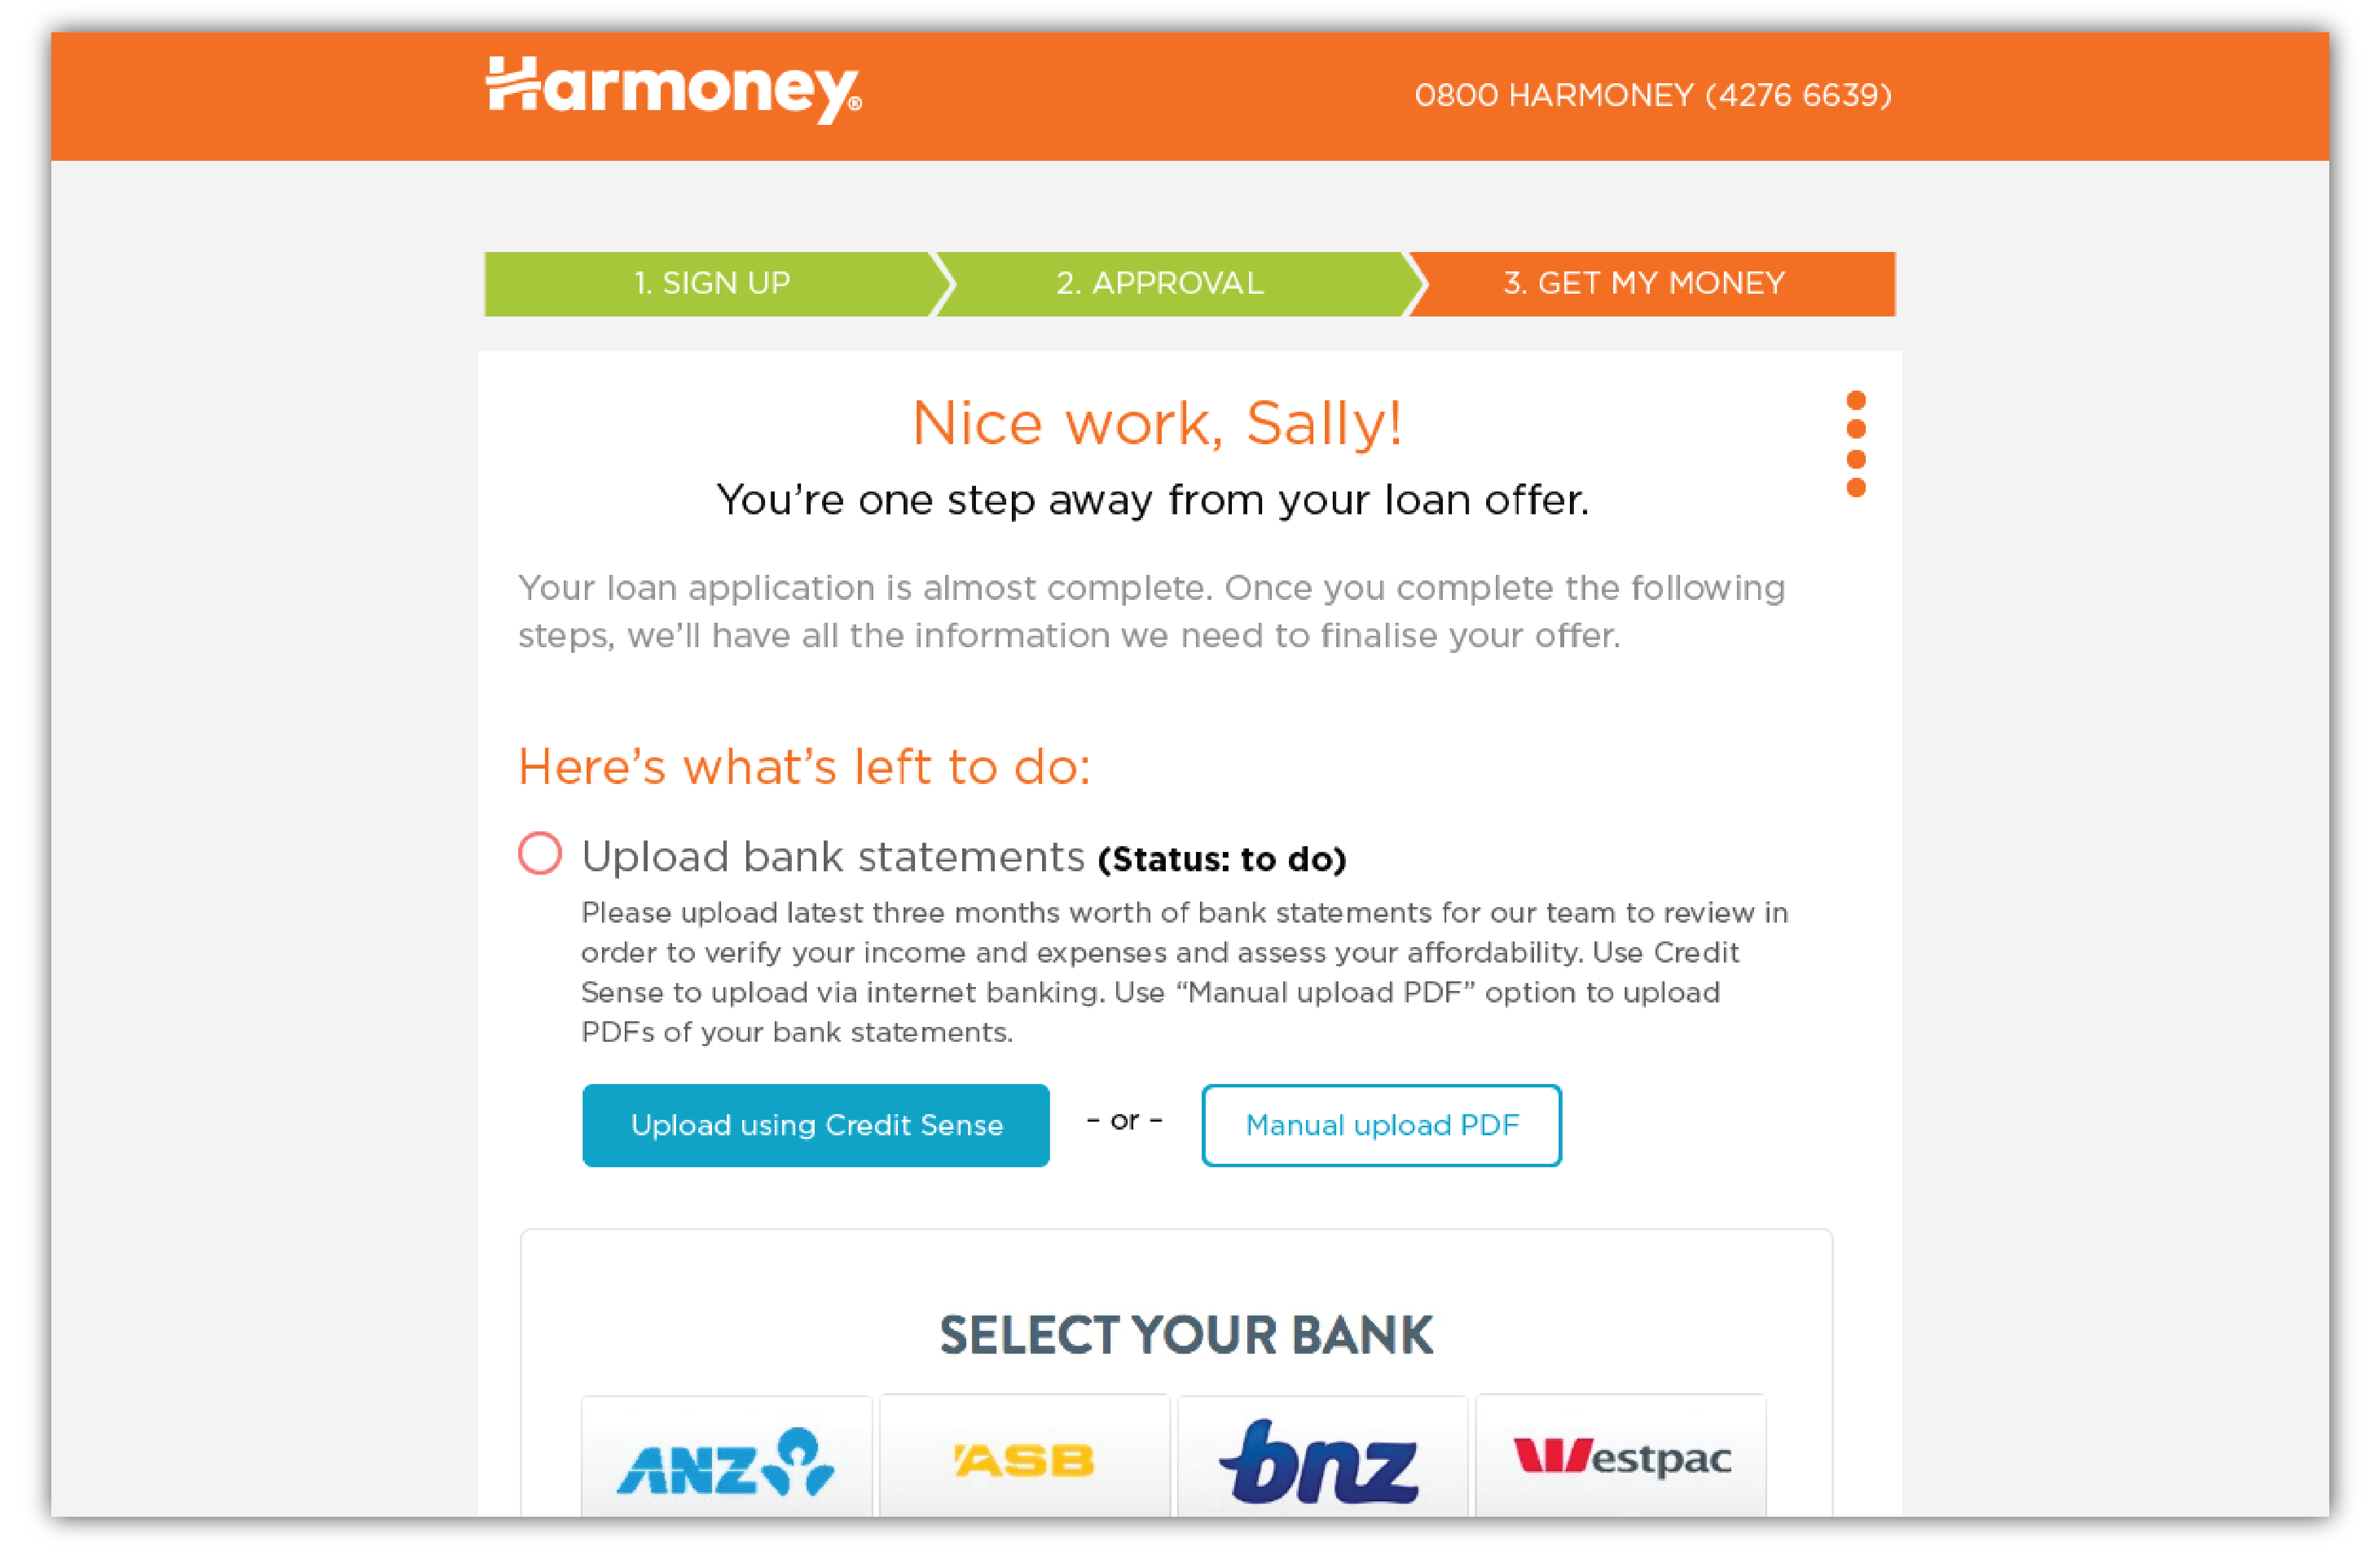 Harmoney®
0800 HARMONEY (4276 6639)
1. SIGN UP
2. APPROVAL
3. GET MY MONEY
Nice work, Sally!
You’re one step away from your loan offer.
Your loan application is almost complete. Once you complete the following
steps, we’ll have all the information we need to finalise your offer.
Here’s what’s left to do:
Upload bank statements (Status: to do)
Please upload latest three months worth of bank statements for our team to review in
order to verify your income and expenses and assess your affordability. Use Credit
Sense to upload via internet banking. Use “Manual upload PDF” option to upload
PDFs of your bank statements.
Upload using Credit Sense
– or –
Manual upload PDF
SELECT YOUR BANK
ANZ
ASB
bnz
Westpac